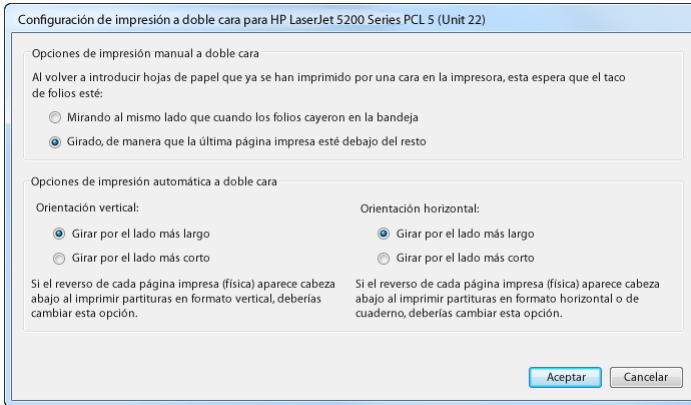 Configuración de impresión a doble cara para HP LaserJet 5200 Series PCL 5 (Unit 22)
Opciones de impresión manual a doble cara
Al volver a introducir hojas de papel que ya se han imprimido por una cara en la impresora, esta espera que el taco
de folios esté:
Mirando al mismo lado que cuando los folios cayeron en la bandeja
Girado, de manera que la última página impresa esté debajo del resto
Opciones de impresión automática a doble cara
Orientación vertical:
Girar por el lado más largo
Girar por el lado más corto
Si el reverso de cada página impresa (física) aparece cabeza
abajo al imprimir partituras en formato vertical, deberías
cambiar esta opción.
Orientación horizontal:
Girar por el lado más largo
Girar por el lado más corto
Si el reverso de cada página impresa (física) aparece cabeza
abajo al imprimir partituras en formato horizontal o de
cuaderno, deberías cambiar esta opción.
Aceptar
Cancelar